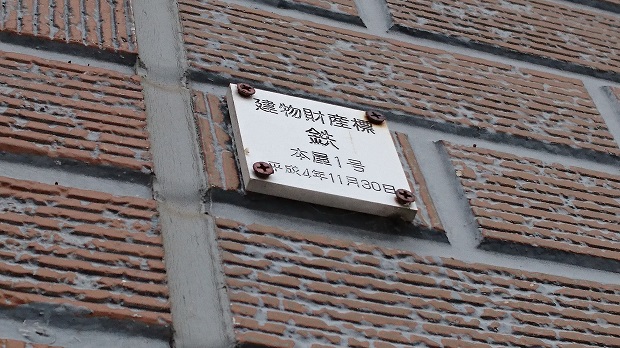 建物財産標
鉄
本屋1号
平成4年11月30日